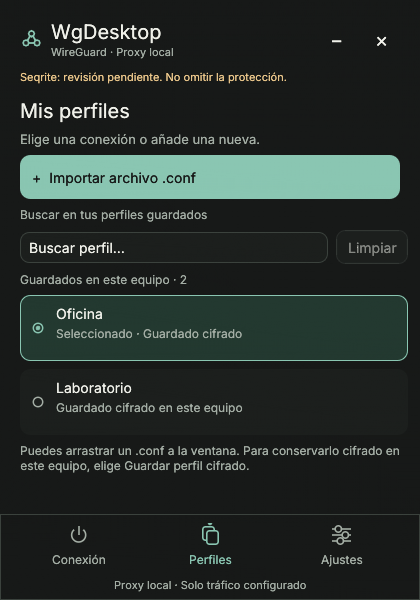 WgDesktop
WireGuard · Proxy local
Seqrite: revisión pendiente. No omitir la protección.
Mis perfiles
Elige una conexión o añade una nueva.
+ Importar archivo .conf
Buscar en tus perfiles guardados
Buscar perfil...
Limpiar
Guardados en este equipo · 2
Oficina
Seleccionado · Guardado cifrado
Laboratorio
Guardado cifrado en este equipo
Puedes arrastrar un .conf a la ventana. Para conservarlo cifrado en
este equipo, elige Guardar perfil cifrado.
Conexión
Perfiles
Ajustes
Proxy local · Solo tráfico configurado